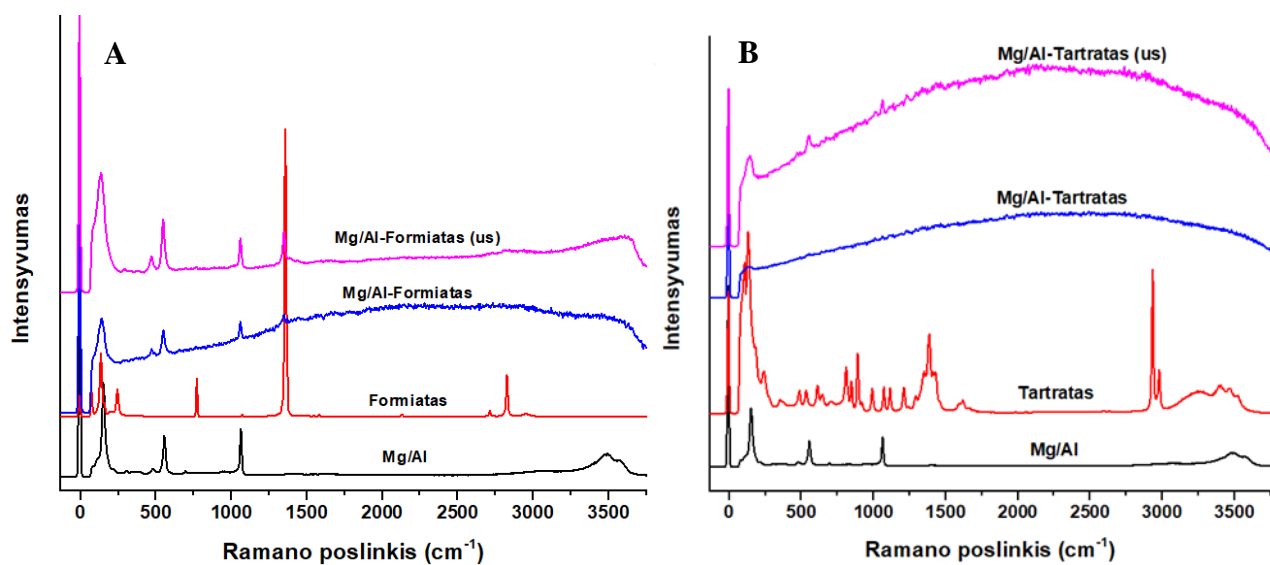 A
Intensyvumas
Mg/Al-Formiatas (us)
Mg/Al-Formiatas
Formiatas
Mg/Al
0 500 1000 1500 2000 2500 3000 3500
Ramano poslinkis (cm⁻¹)
B
Intensyvumas
Mg/Al-Tartratas (us)
Mg/Al-Tartratas
Tartratas
Mg/Al
0 500 1000 1500 2000 2500 3000 3500
Ramano poslinkis (cm⁻¹)